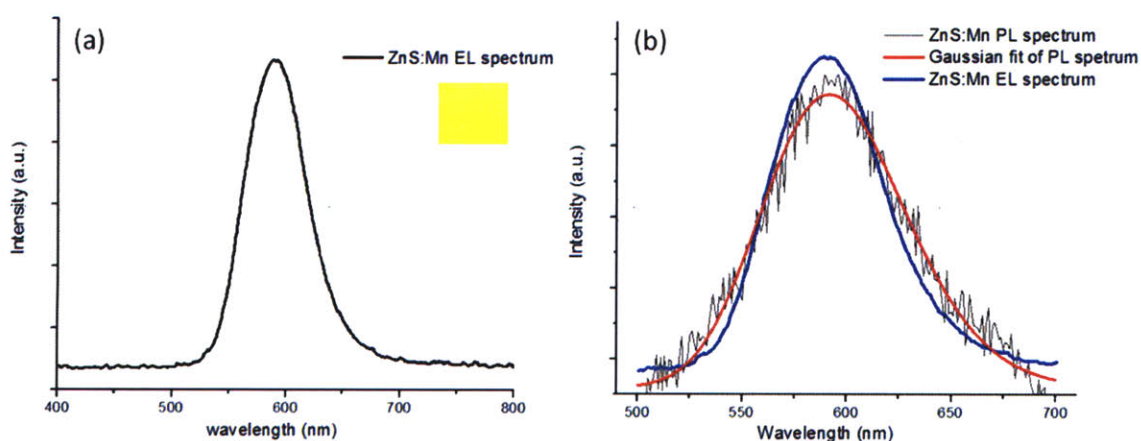 (a)
ZnS:Mn EL spectrum
Intensity (a.u.)
400
500
600
700
800
wavelength (nm)
(b)
ZnS:Mn PL spectrum
Gaussian fit of PL spetrum
ZnS:Mn EL spectrum
Intensity (a.u.)
500
550
600
650
700
Wavelength (nm)